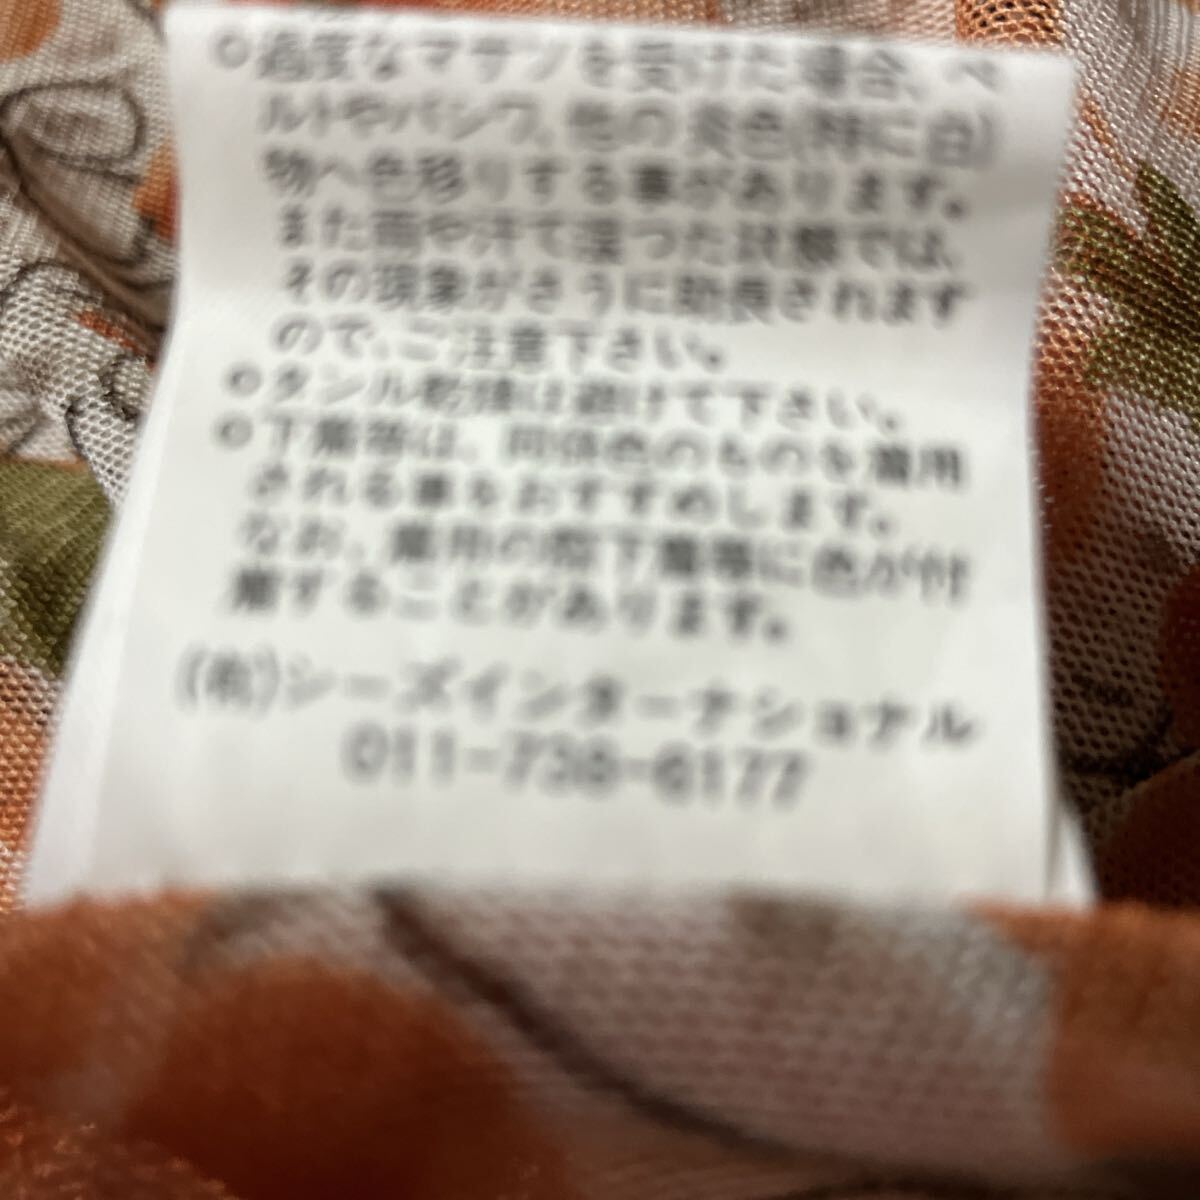 ◎過度なマサツを受けた場合、ベ
ルトやパンツ、他の淡色(特に白)
物へ色移りする事があります。
また雨や汗で湿った状態では、
その現象がさらに助長されます
ので、ご注意下さい。
◎タンブル乾燥は避けて下さい。
◎下着等は、同系色のものを着用
される事をおすすめします。
なお、着用の際下着等に色が付
着することがあります。
(有)シーズインターナショナル
011-738-6177